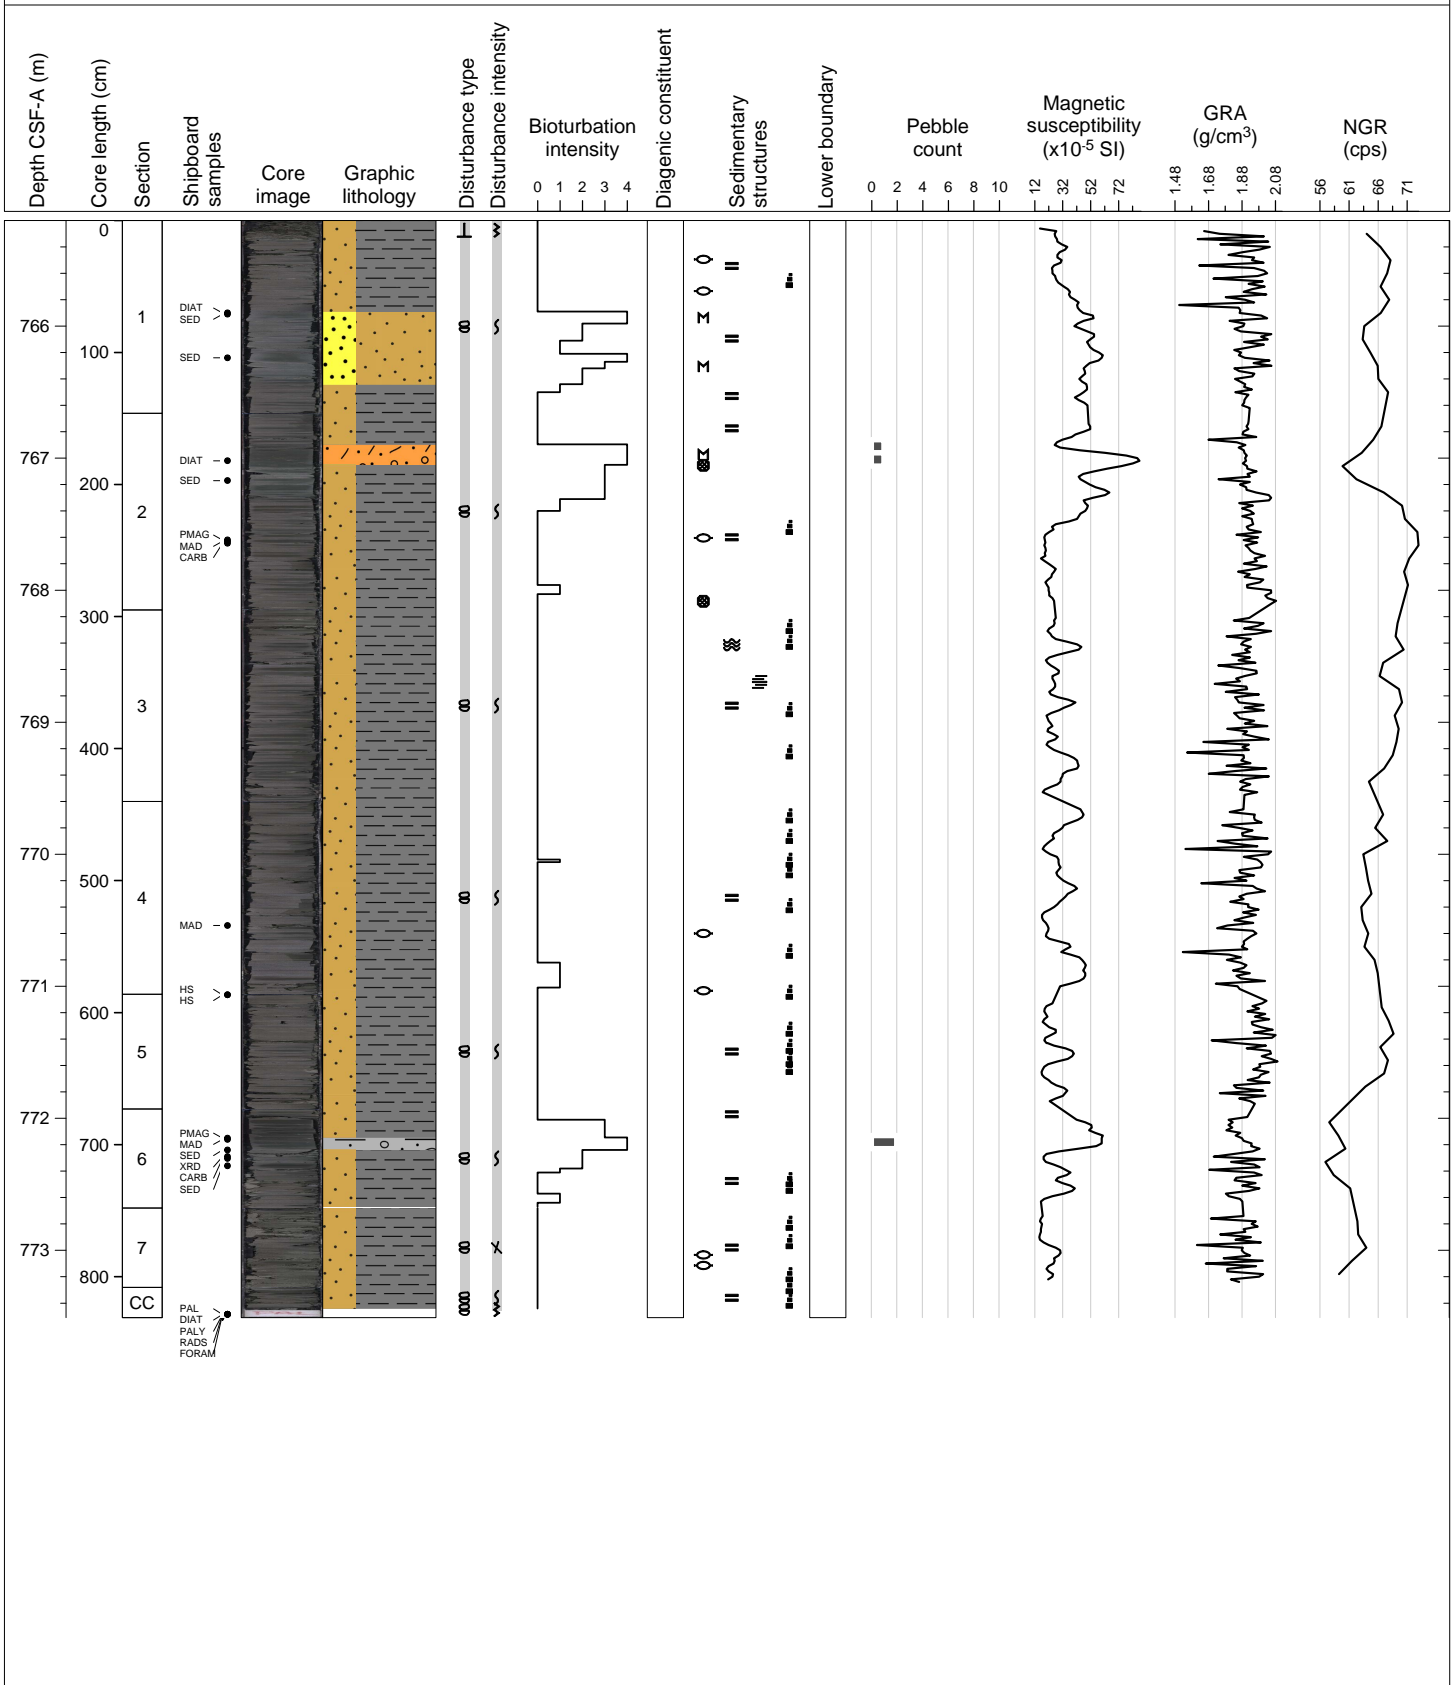 Depth CSF-A (m)
Core length (cm)
Section
Shipboard
samples
Core
image
Graphic
lithology
Disturbance type
Disturbance intensity
Bioturbation
intensity
0 1 2 3 4
Diagenic constituent
Sedimentary
structures
Lower boundary
Pebble
count
0 2 4 6 8 10
Magnetic
susceptibility
(x10-5 SI)
12 32 52 72
GRA
(g/cm3)
1.48 1.68 1.88 2.08
NGR
(cps)
56 61 66 71
0
DIAT
1
SED
766
100
SED
767
DIAT
SED
200
2
PMAG
MAD
CARB
768
300
3
769
400
770
500
4
MAD
771
HS
HS
600
5
772
PMAG
700
MAD
SED
6
XRD
CARB
SED
773
7
800
CC
PAL
DIAT
PALY
RADS
FORAM